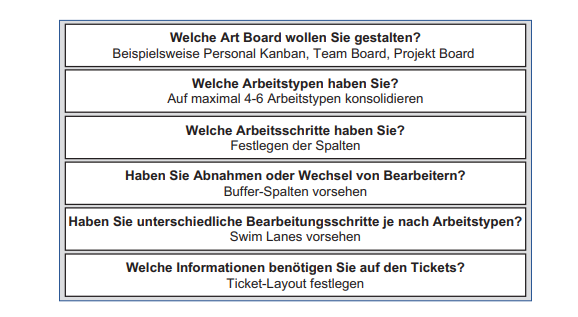 Welche Art Board wollen Sie gestalten?
Beispielsweise Personal Kanban, Team Board, Projekt Board
Welche Arbeitstypen haben Sie?
Auf maximal 4-6 Arbeitstypen konsolidieren
Welche Arbeitsschritte haben Sie?
Festlegen der Spalten
Haben Sie Abnahmen oder Wechsel von Bearbeitern?
Buffer-Spalten vorsehen
Haben Sie unterschiedliche Bearbeitungsschritte je nach Arbeitstypen?
Swim Lanes vorsehen
Welche Informationen benötigen Sie auf den Tickets?
Ticket-Layout festlegen